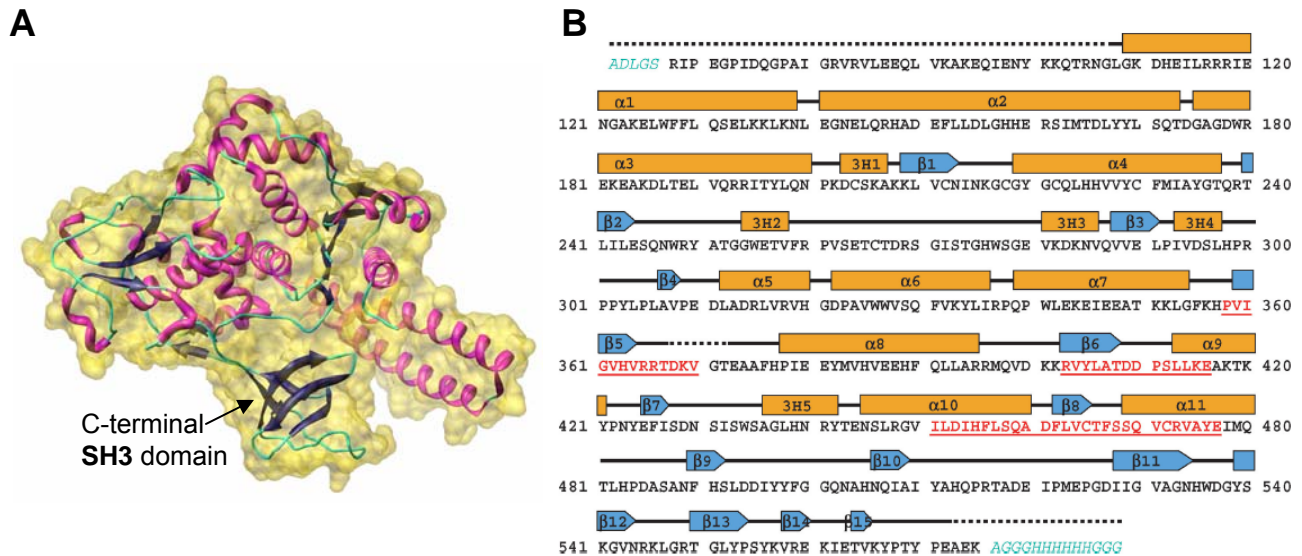 A
C-terminal
SH3 domain
B
ADLGS RIP EGPIDQGPAI GRVRVLEEQL VKAKEQIENY KKQTRNGLGK DHEILRRRIE 120
α1 α2
121 NGAKELWFFL QSELKKLKNL EGNELQRHAD EFLLDLGHHE RSIMTDLYYL SQTDGAGDWR 180
α3 3H1 β1 α4
181 EKEAKDLTEL VQRRITYLQN PKDCSKAKKL VCNINKGCGY GCQLHHVVYC FMIAYGTQRT 240
β2 3H2 3H3 β3 3H4
241 LILESQNWRY ATGGWETVFR PVSETCTDRS GISTGHWSGE VKDKNVQVVE LPIVDSLHPR 300
β4 α5 α6 α7
301 PPYLPLAVPE DLADRLVRVH GDPAVWWVSQ FVKYLIRPQP WLEKEIEEAT KKLGFKHPVI 360
β5 α8 β6 α9
361 GVHVRRTDKV GTEAAFHPIE EYMVHVEEHF QLLARRMQVD KKRVYLATDD PSLLKEAKTK 420
β7 3H5 α10 β8 α11
421 YPNYEFISDN SISWSAGLHN RYTENSLRGV ILDIHFLSQA DFLVCTFSSQ VCRVAYEIMQ 480
β9 β10 β11
481 TLHPDASANF HSLDDIYYFG GQNAHNQIAI YAHQPRTADE IPMEPGDIIG VAGNHWDGYS 540
β12 β13 β14 β15
541 KGVNRKLGRT GLYPSYKVRE KIETVKYPTY PEAEK AGGGHHHHHHGGG